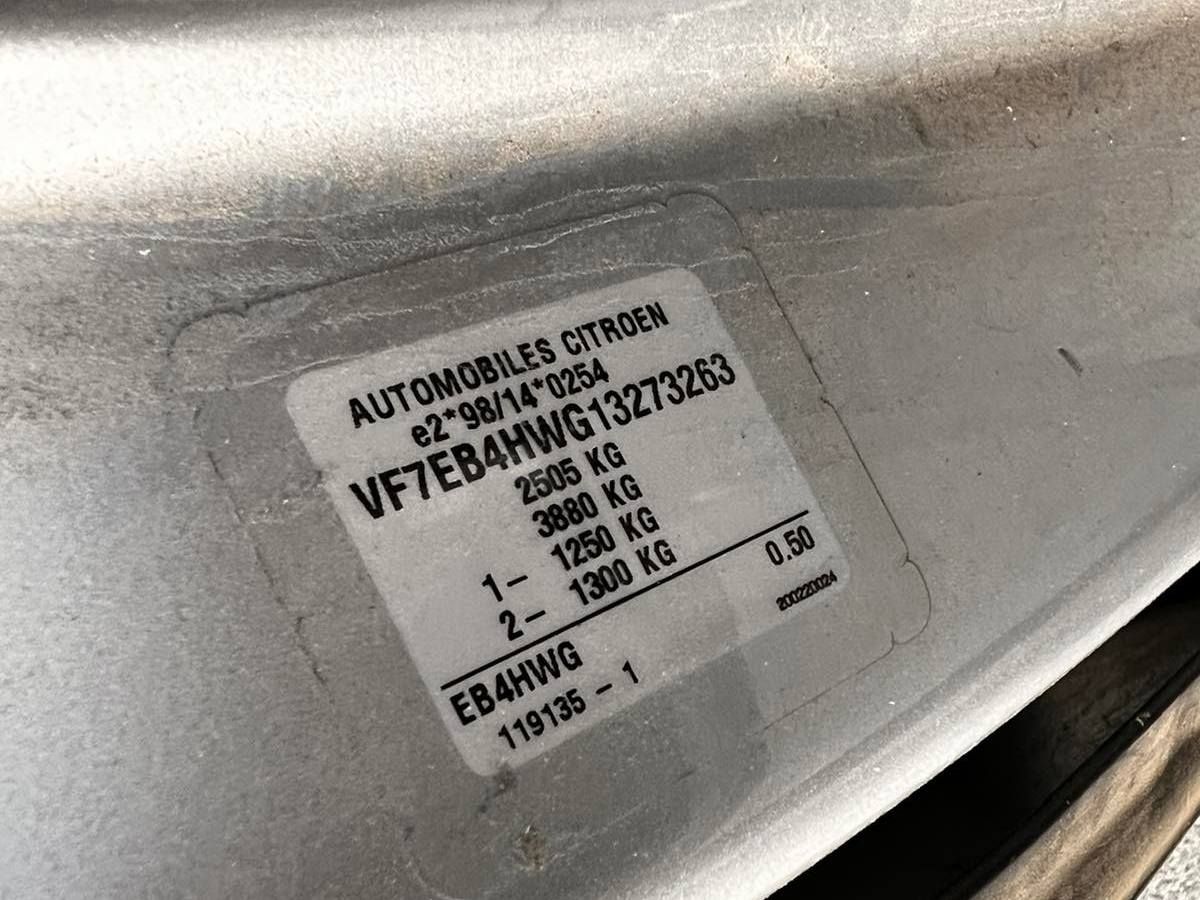 AUTOMOBILES CITROEN
e2*98/14*0254
VF7EB4HWG13273263
2505 KG
3880 KG
1– 1250 KG
2– 1300 KG
0.50
200220024
EB4HWG
119135 – 1